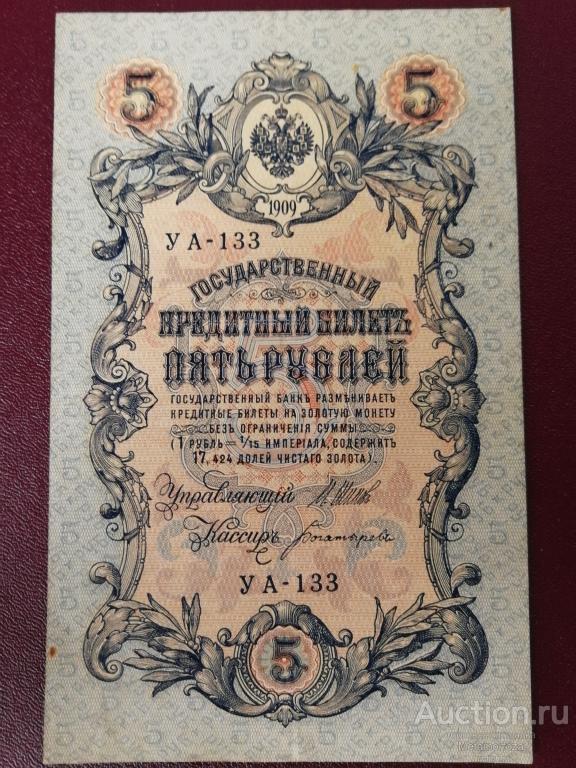 5 5
1909
УА-133
ГОСУДАРСТВЕННЫЙ
КРЕДИТНЫЙ БИЛЕТЪ
ПЯТЬ РУБЛЕЙ
ГОСУДАРСТВЕННЫЙ БАНКЪ РАЗМѢНИВАЕТЪ
КРЕДИТНЫЕ БИЛЕТЫ НА ЗОЛОТУЮ МОНЕТУ
БЕЗЪ ОГРАНИЧЕНІЯ СУММЫ
(1 РУБЛЬ = 1/15 ИМПЕРІАЛА, СОДЕРЖИТЪ
17,424 ДОЛЕЙ ЧИСТАГО ЗОЛОТА).
Управляющій И Шипов
Кассиръ Богатырев
УА-133
5
Auction.ru